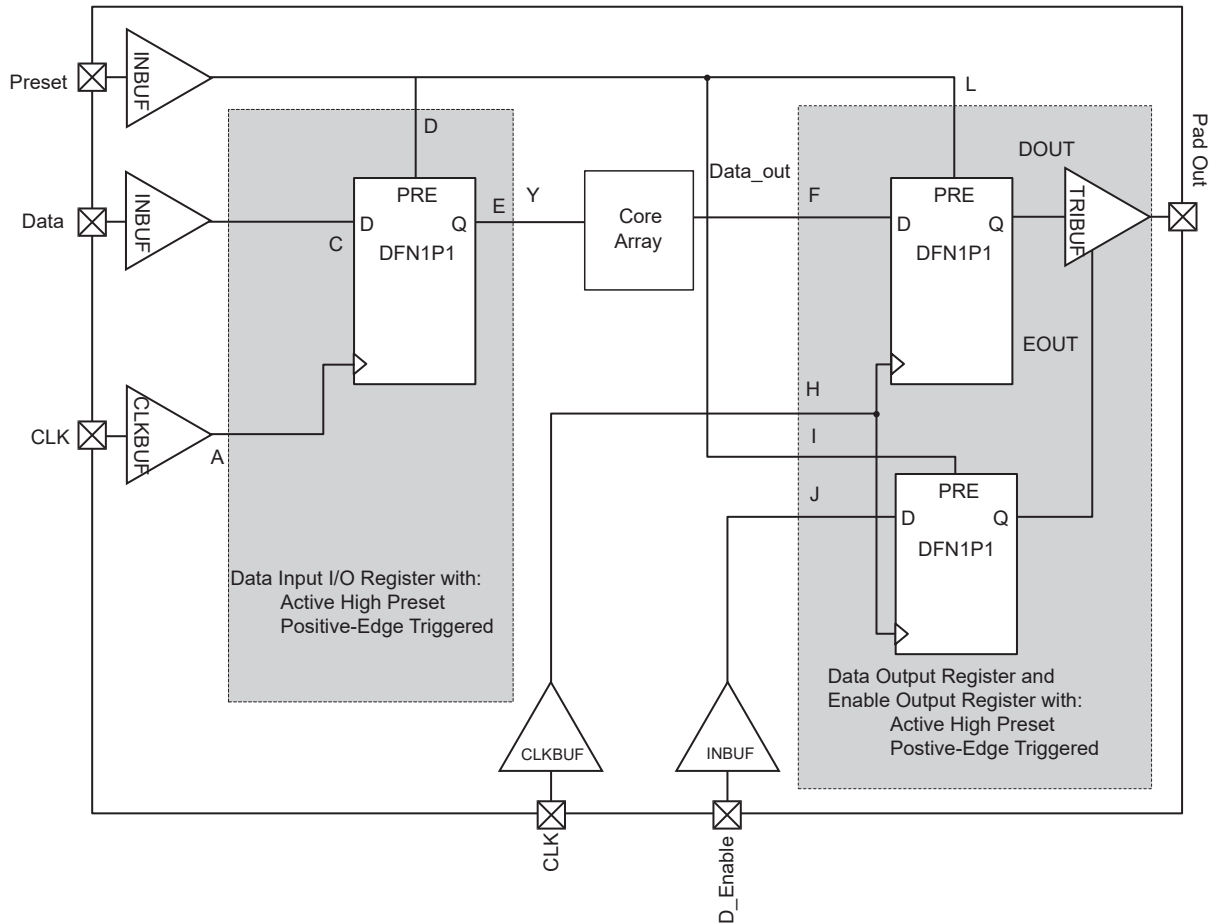 Preset
INBUF
L
D
Pad Out
DOUT
PRE
PRE
Data_out
TRIBUF
Data
INBUF
E
Y
Core
Array
F
D
Q
D
Q
C
DFN1P1
DFN1P1
EOUT
H
CLK
CLKBUF
A
I
PRE
J
D
Q
DFN1P1
Data Input I/O Register with:
Active High Preset
Positive-Edge Triggered
Data Output Register and
Enable Output Register with:
Active High Preset
Postive-Edge Triggered
CLKBUF
INBUF
CLK
D_Enable